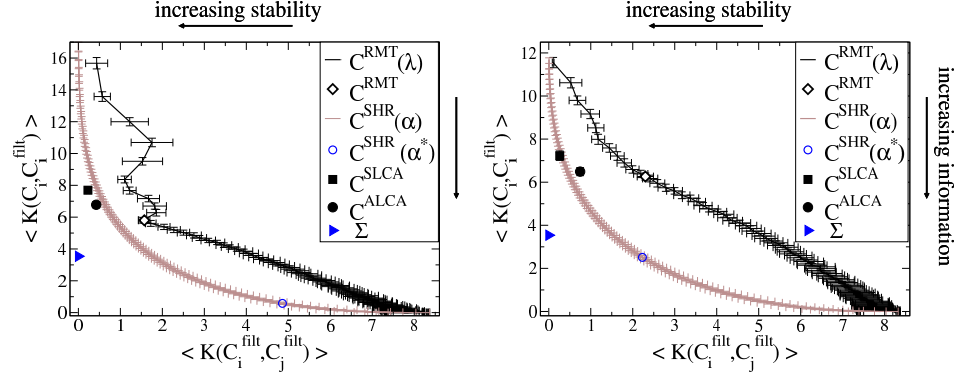 increasing stability
16
14
12
10
8
6
4
2
0
0 1 2 3 4 5 6 7 8
< K(C_i, C_i^filt) >
< K(C_i^filt, C_j^filt) >
C^RMT(λ)
C^RMT
C^SHR(α)
C^SHR(α*)
C^SLCA
C^ALCA
Σ
increasing stability
12
10
8
6
4
2
0
0 1 2 3 4 5 6 7 8
< K(C_i, C_i^filt) >
< K(C_i^filt, C_j^filt) >
C^RMT(λ)
C^RMT
C^SHR(α)
C^SHR(α*)
C^SLCA
C^ALCA
Σ
increasing information